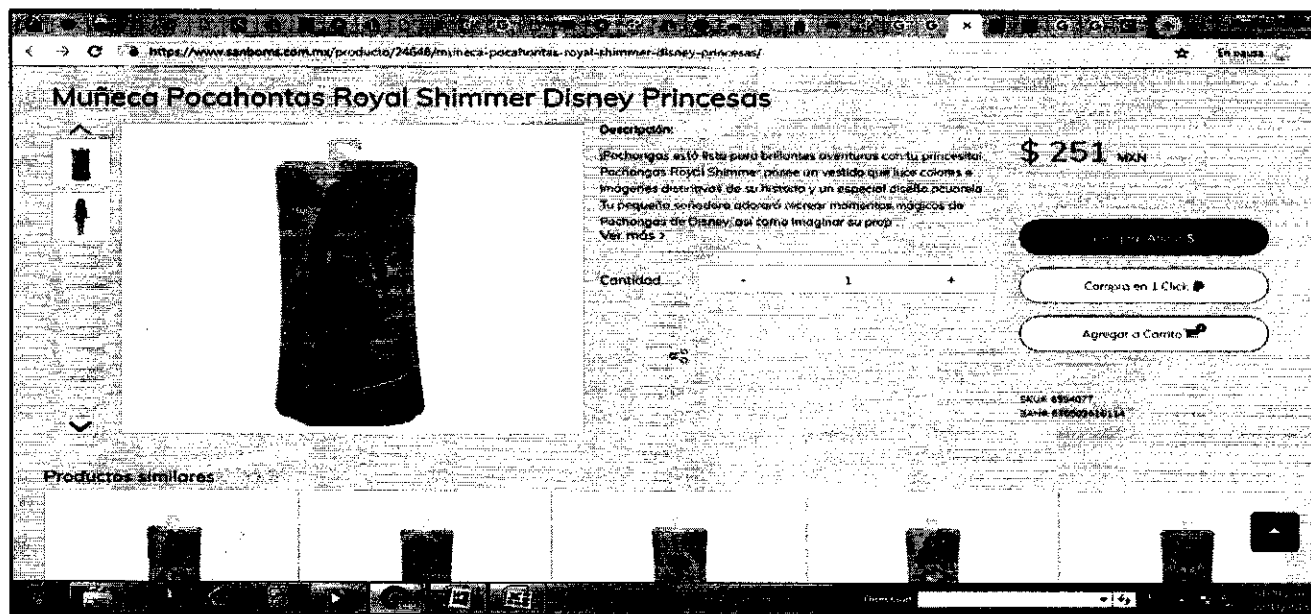 https://www.sanborns.com.mx/producto/24648/muneca-pocahontas-royal-shimmer-disney-princesas/
En pausa
Muñeca Pocahontas Royal Shimmer Disney Princesas
Descripción:
¡Pochongas está lista para brillantes aventuras con tu princesita!
Pochongas Royal Shimmer posee un vestido que luce colores e
imágenes distintivos de su historia y un especial diseño acuarela
Tu pequeña soñadora adorará recrear momentos mágicos de
Pochongas de Disney, así como imaginar su prop
Ver más >
$ 251 MXN
Cantidad - 1 +
Compra en 1 Click
Agregar a Carrito
Productos similares